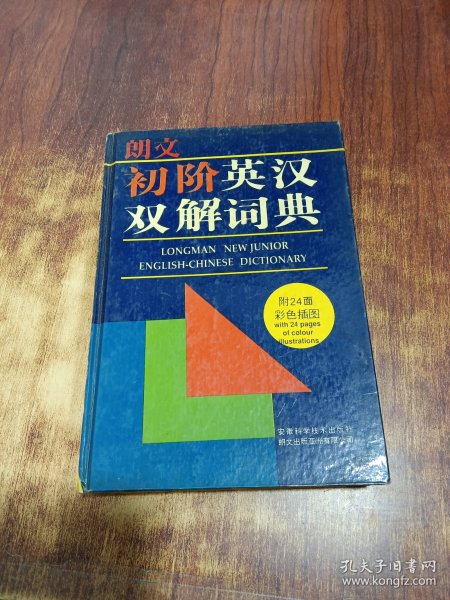 朗文
初阶英汉
双解词典
LONGMAN NEW JUNIOR
ENGLISH-CHINESE DICTIONARY
附24面
彩色插图
with 24 pages
of colour
illustrations
安徽科学技术出版社
朗文出版亚洲有限公司
孔夫子旧书网
www.kongfz.com